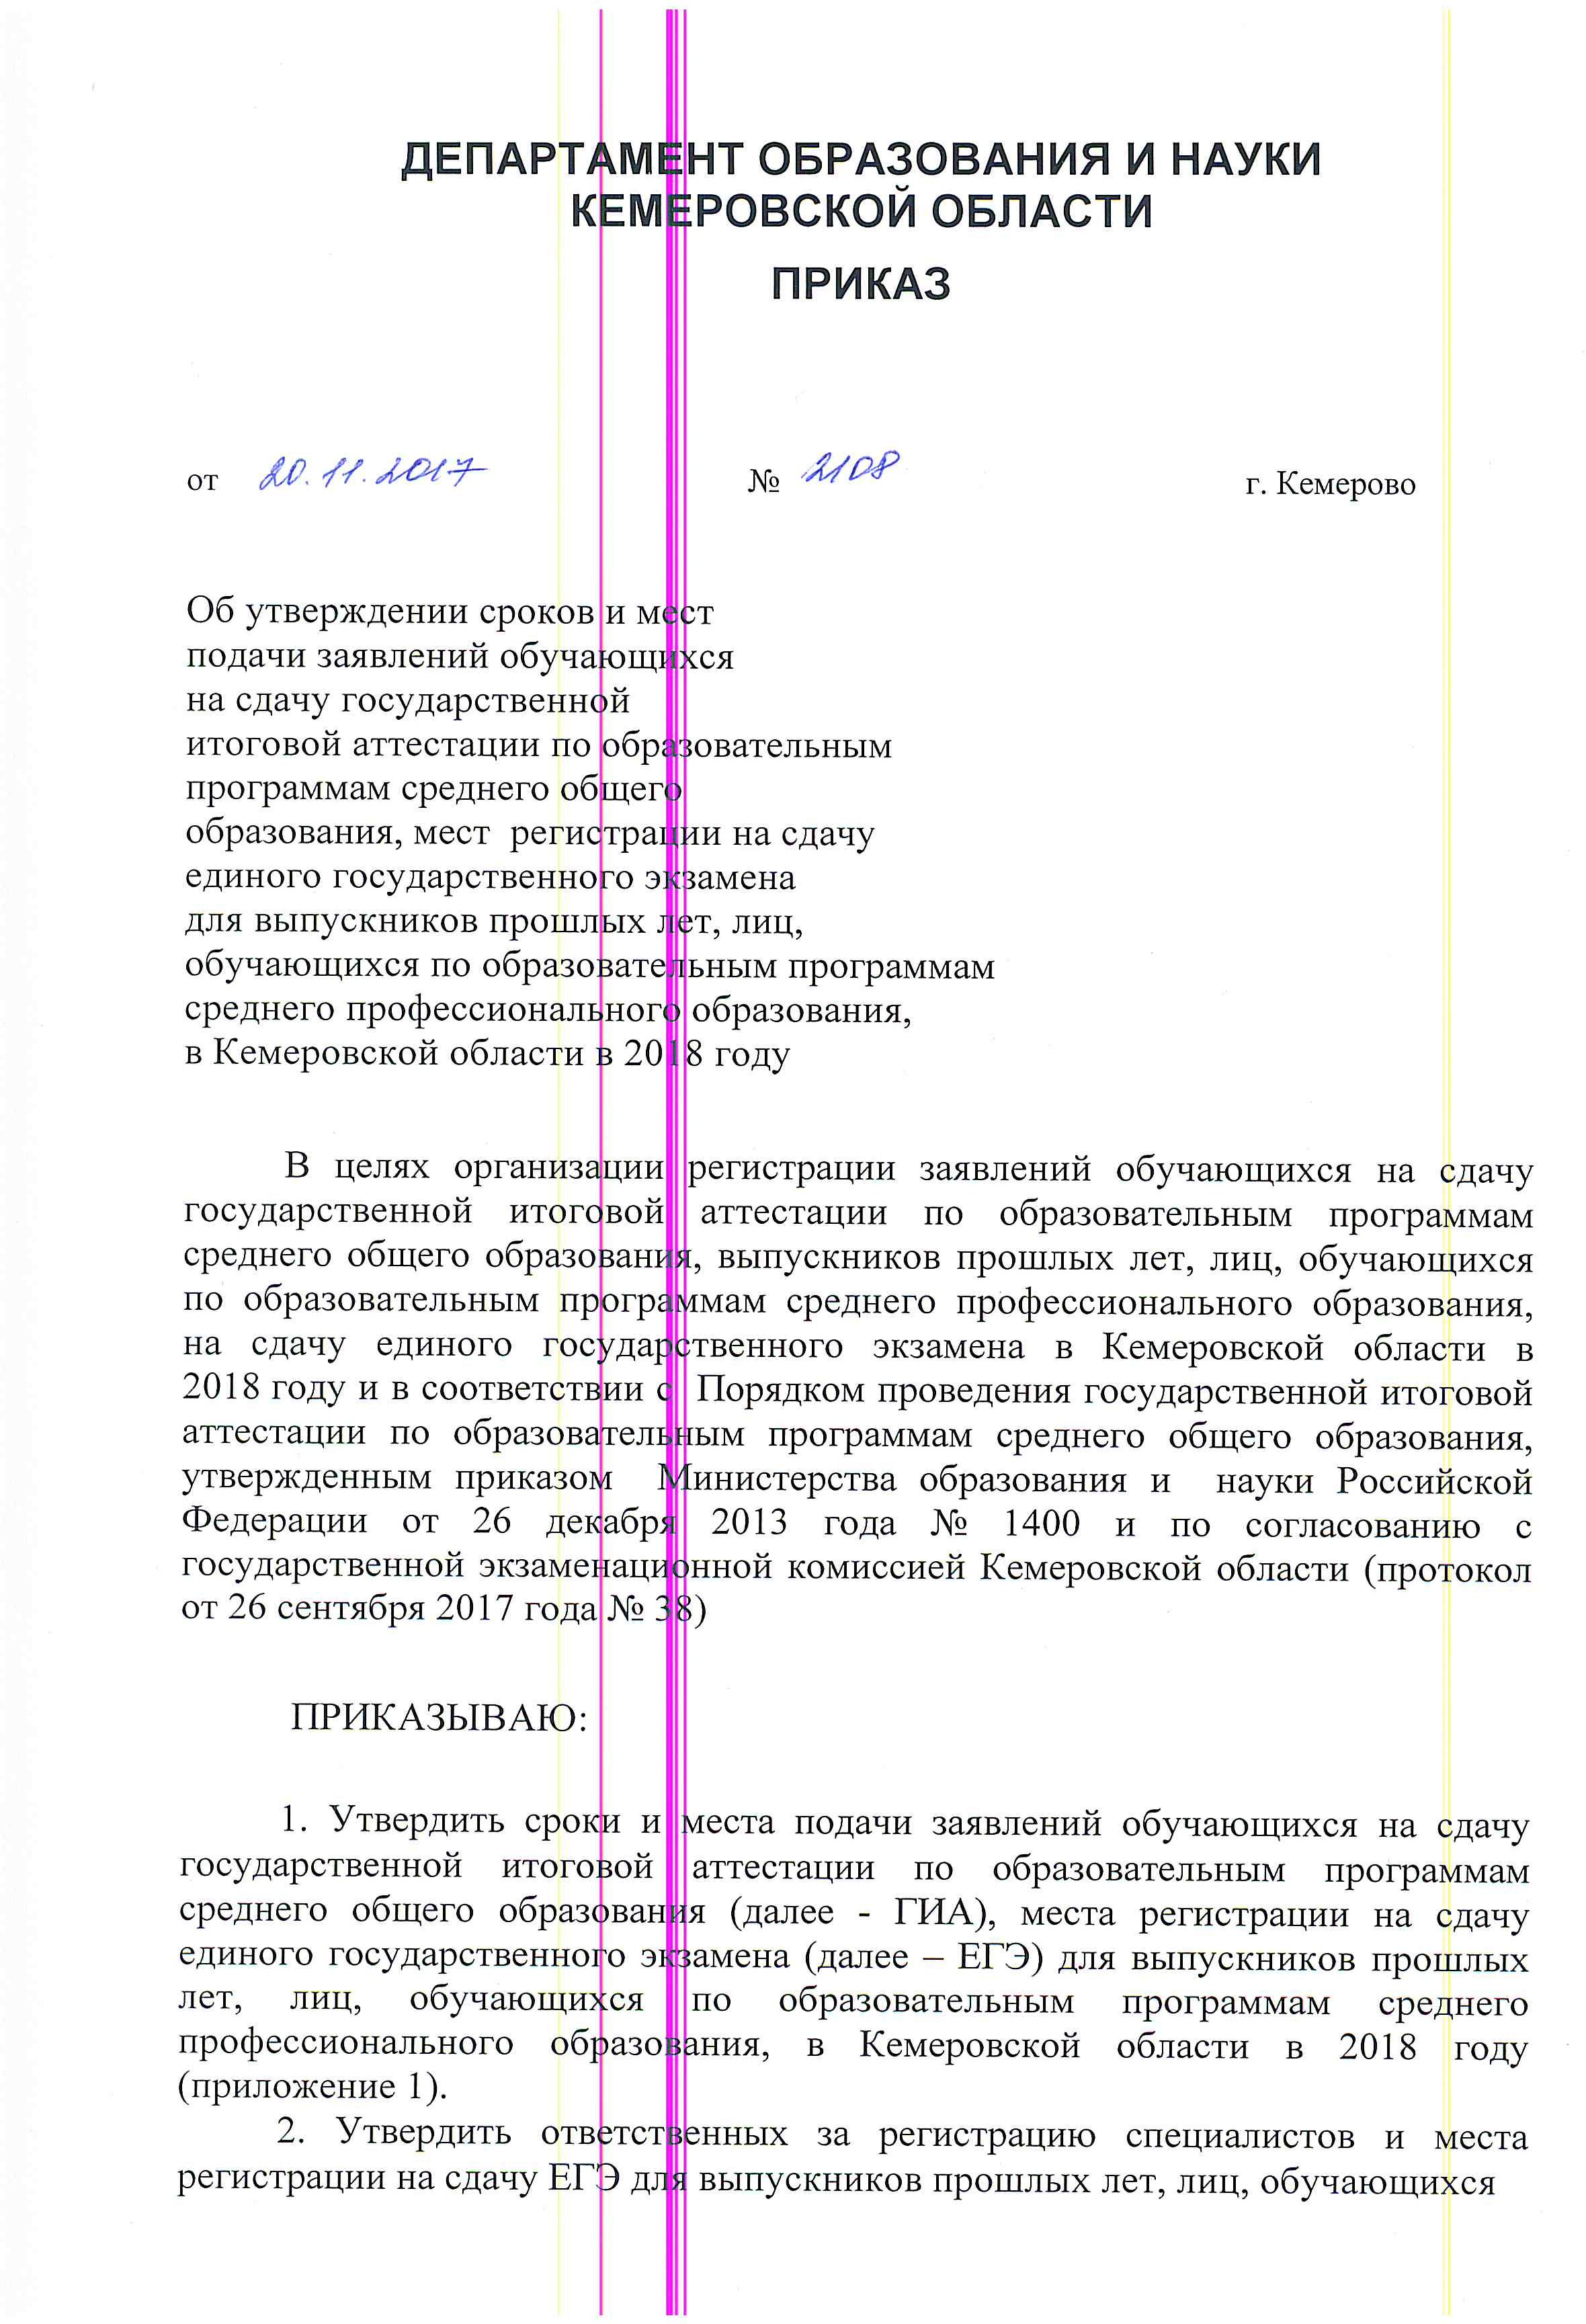 ДЕПАРТАМЕНТ ОБРАЗОВАНИЯ И НАУКИ
КЕМЕРОВСКОЙ ОБЛАСТИ
ПРИКАЗ
от 20.11.2017 № 2108 г. Кемерово
Об утверждении сроков и мест
подачи заявлений обучающихся
на сдачу государственной
итоговой аттестации по образовательным
программам среднего общего
образования, мест регистрации на сдачу
единого государственного экзамена
для выпускников прошлых лет, лиц,
обучающихся по образовательным программам
среднего профессионального образования,
в Кемеровской области в 2018 году
В целях организации регистрации заявлений обучающихся на сдачу
государственной итоговой аттестации по образовательным программам
среднего общего образования, выпускников прошлых лет, лиц, обучающихся
по образовательным программам среднего профессионального образования,
на сдачу единого государственного экзамена в Кемеровской области в
2018 году и в соответствии с Порядком проведения государственной итоговой
аттестации по образовательным программам среднего общего образования,
утвержденным приказом Министерства образования и науки Российской
Федерации от 26 декабря 2013 года № 1400 и по согласованию с
государственной экзаменационной комиссией Кемеровской области (протокол
от 26 сентября 2017 года № 38)
ПРИКАЗЫВАЮ:
1. Утвердить сроки и места подачи заявлений обучающихся на сдачу
государственной итоговой аттестации по образовательным программам
среднего общего образования (далее - ГИА), места регистрации на сдачу
единого государственного экзамена (далее – ЕГЭ) для выпускников прошлых
лет, лиц, обучающихся по образовательным программам среднего
профессионального образования, в Кемеровской области в 2018 году
(приложение 1).
2. Утвердить ответственных за регистрацию специалистов и места
регистрации на сдачу ЕГЭ для выпускников прошлых лет, лиц, обучающихся